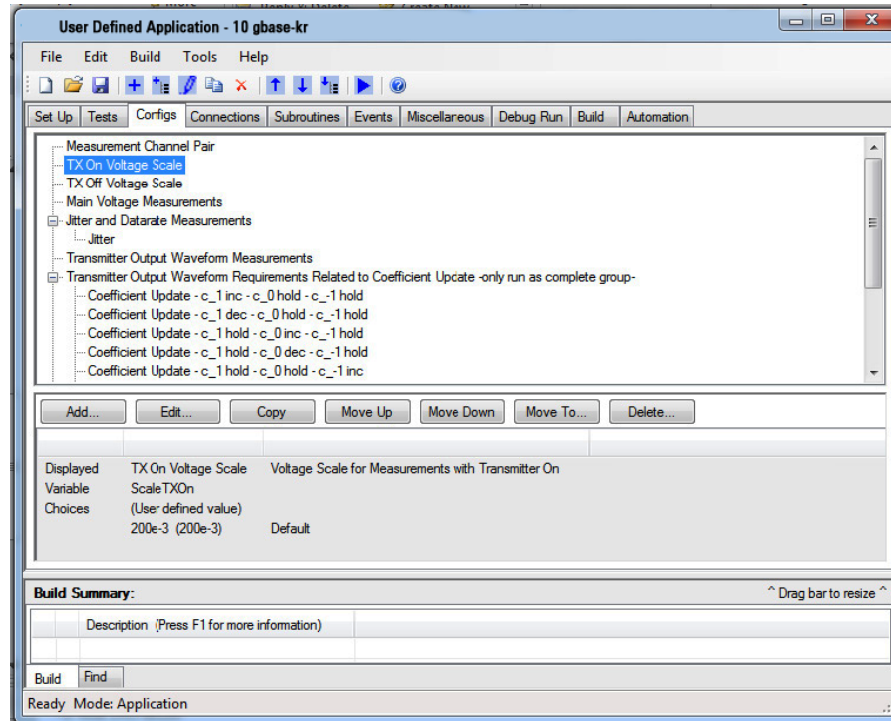 User Defined Application - 10 gbase-kr
File Edit Build Tools Help
Set Up Tests Configs Connections Subroutines Events Miscellaneous Debug Run Build Automation
Measurement Channel Pair
TX On Voltage Scale
TX Off Voltage Scale
Main Voltage Measurements
Jitter and Datarate Measurements
Jitter
Transmitter Output Waveform Measurements
Transmitter Output Waveform Requirements Related to Coefficient Update -only run as complete group-
Coefficient Update - c_1 inc - c_0 hold - c_-1 hold
Coefficient Update - c_1 dec - c_0 hold - c_-1 hold
Coefficient Update - c_1 hold - c_0 inc - c_-1 hold
Coefficient Update - c_1 hold - c_0 dec - c_-1 hold
Coefficient Update - c_1 hold - c_0 hold - c_-1 inc
Add... Edit... Copy Move Up Move Down Move To... Delete...
Displayed TX On Voltage Scale Voltage Scale for Measurements with Transmitter On
Variable ScaleTXOn
Choices (User defined value)
200e-3 (200e-3) Default
Build Summary: ^ Drag bar to resize ^
Description (Press F1 for more information)
Build Find
Ready Mode: Application